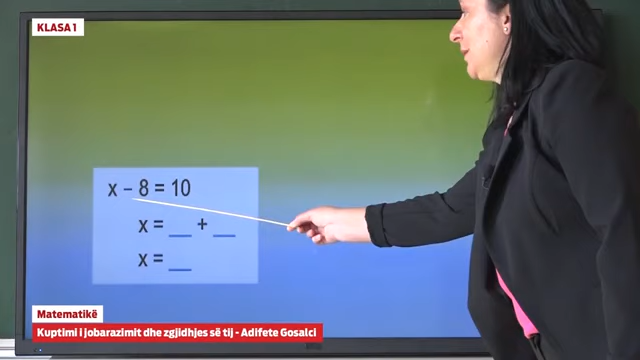 KLASA 1
x – 8 = 10
x = __ + __
x = __
Matematikë
Kuptimi i jobarazimit dhe zgjidhjes së tij - Adifete Gosalci